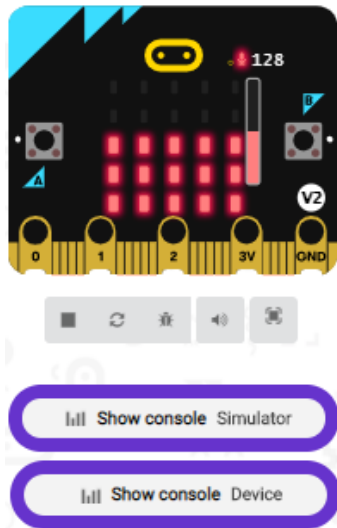 128
B
A
V2
0 1 2 3V GND
Show console Simulator
Show console Device